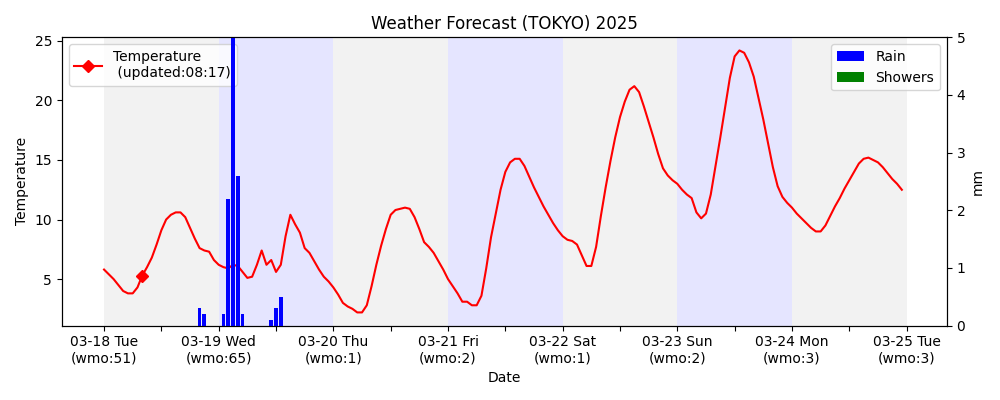 Weather Forecast (TOKYO) 2025
Temperature
(updated:08:17)
Rain
Showers
25
20
15
10
5
Temperature
5
4
3
2
1
0
mm
03-18 Tue
(wmo:51)
03-19 Wed
(wmo:65)
03-20 Thu
(wmo:1)
03-21 Fri
(wmo:2)
03-22 Sat
(wmo:1)
03-23 Sun
(wmo:2)
03-24 Mon
(wmo:3)
03-25 Tue
(wmo:3)
Date